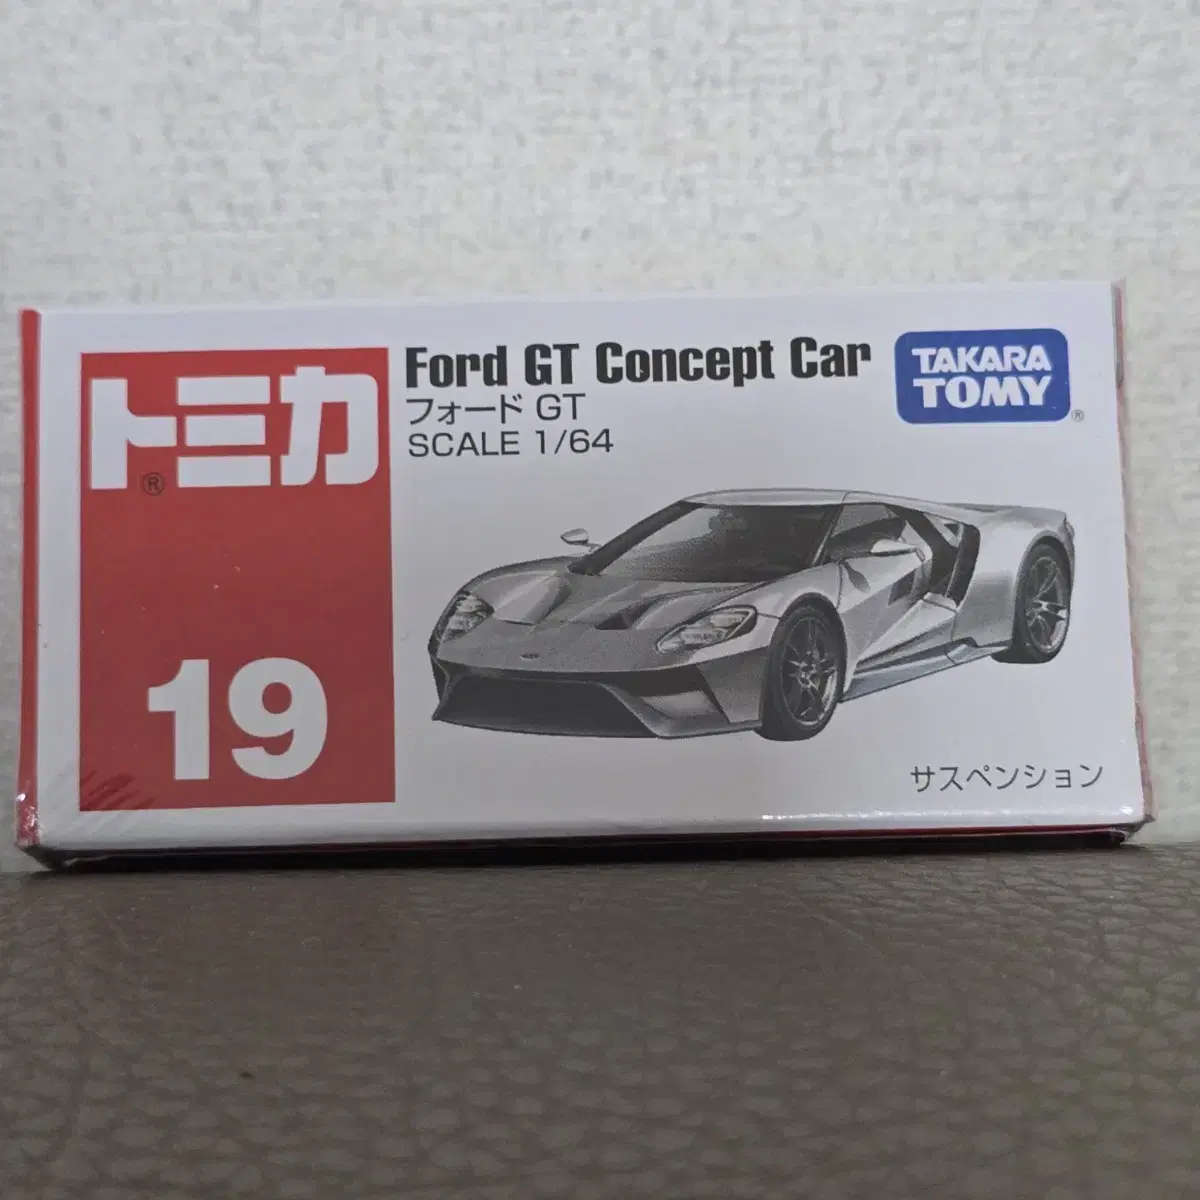 トミカ®
19
Ford GT Concept Car
フォード GT
SCALE 1/64
TAKARA
TOMY®
サスペンション